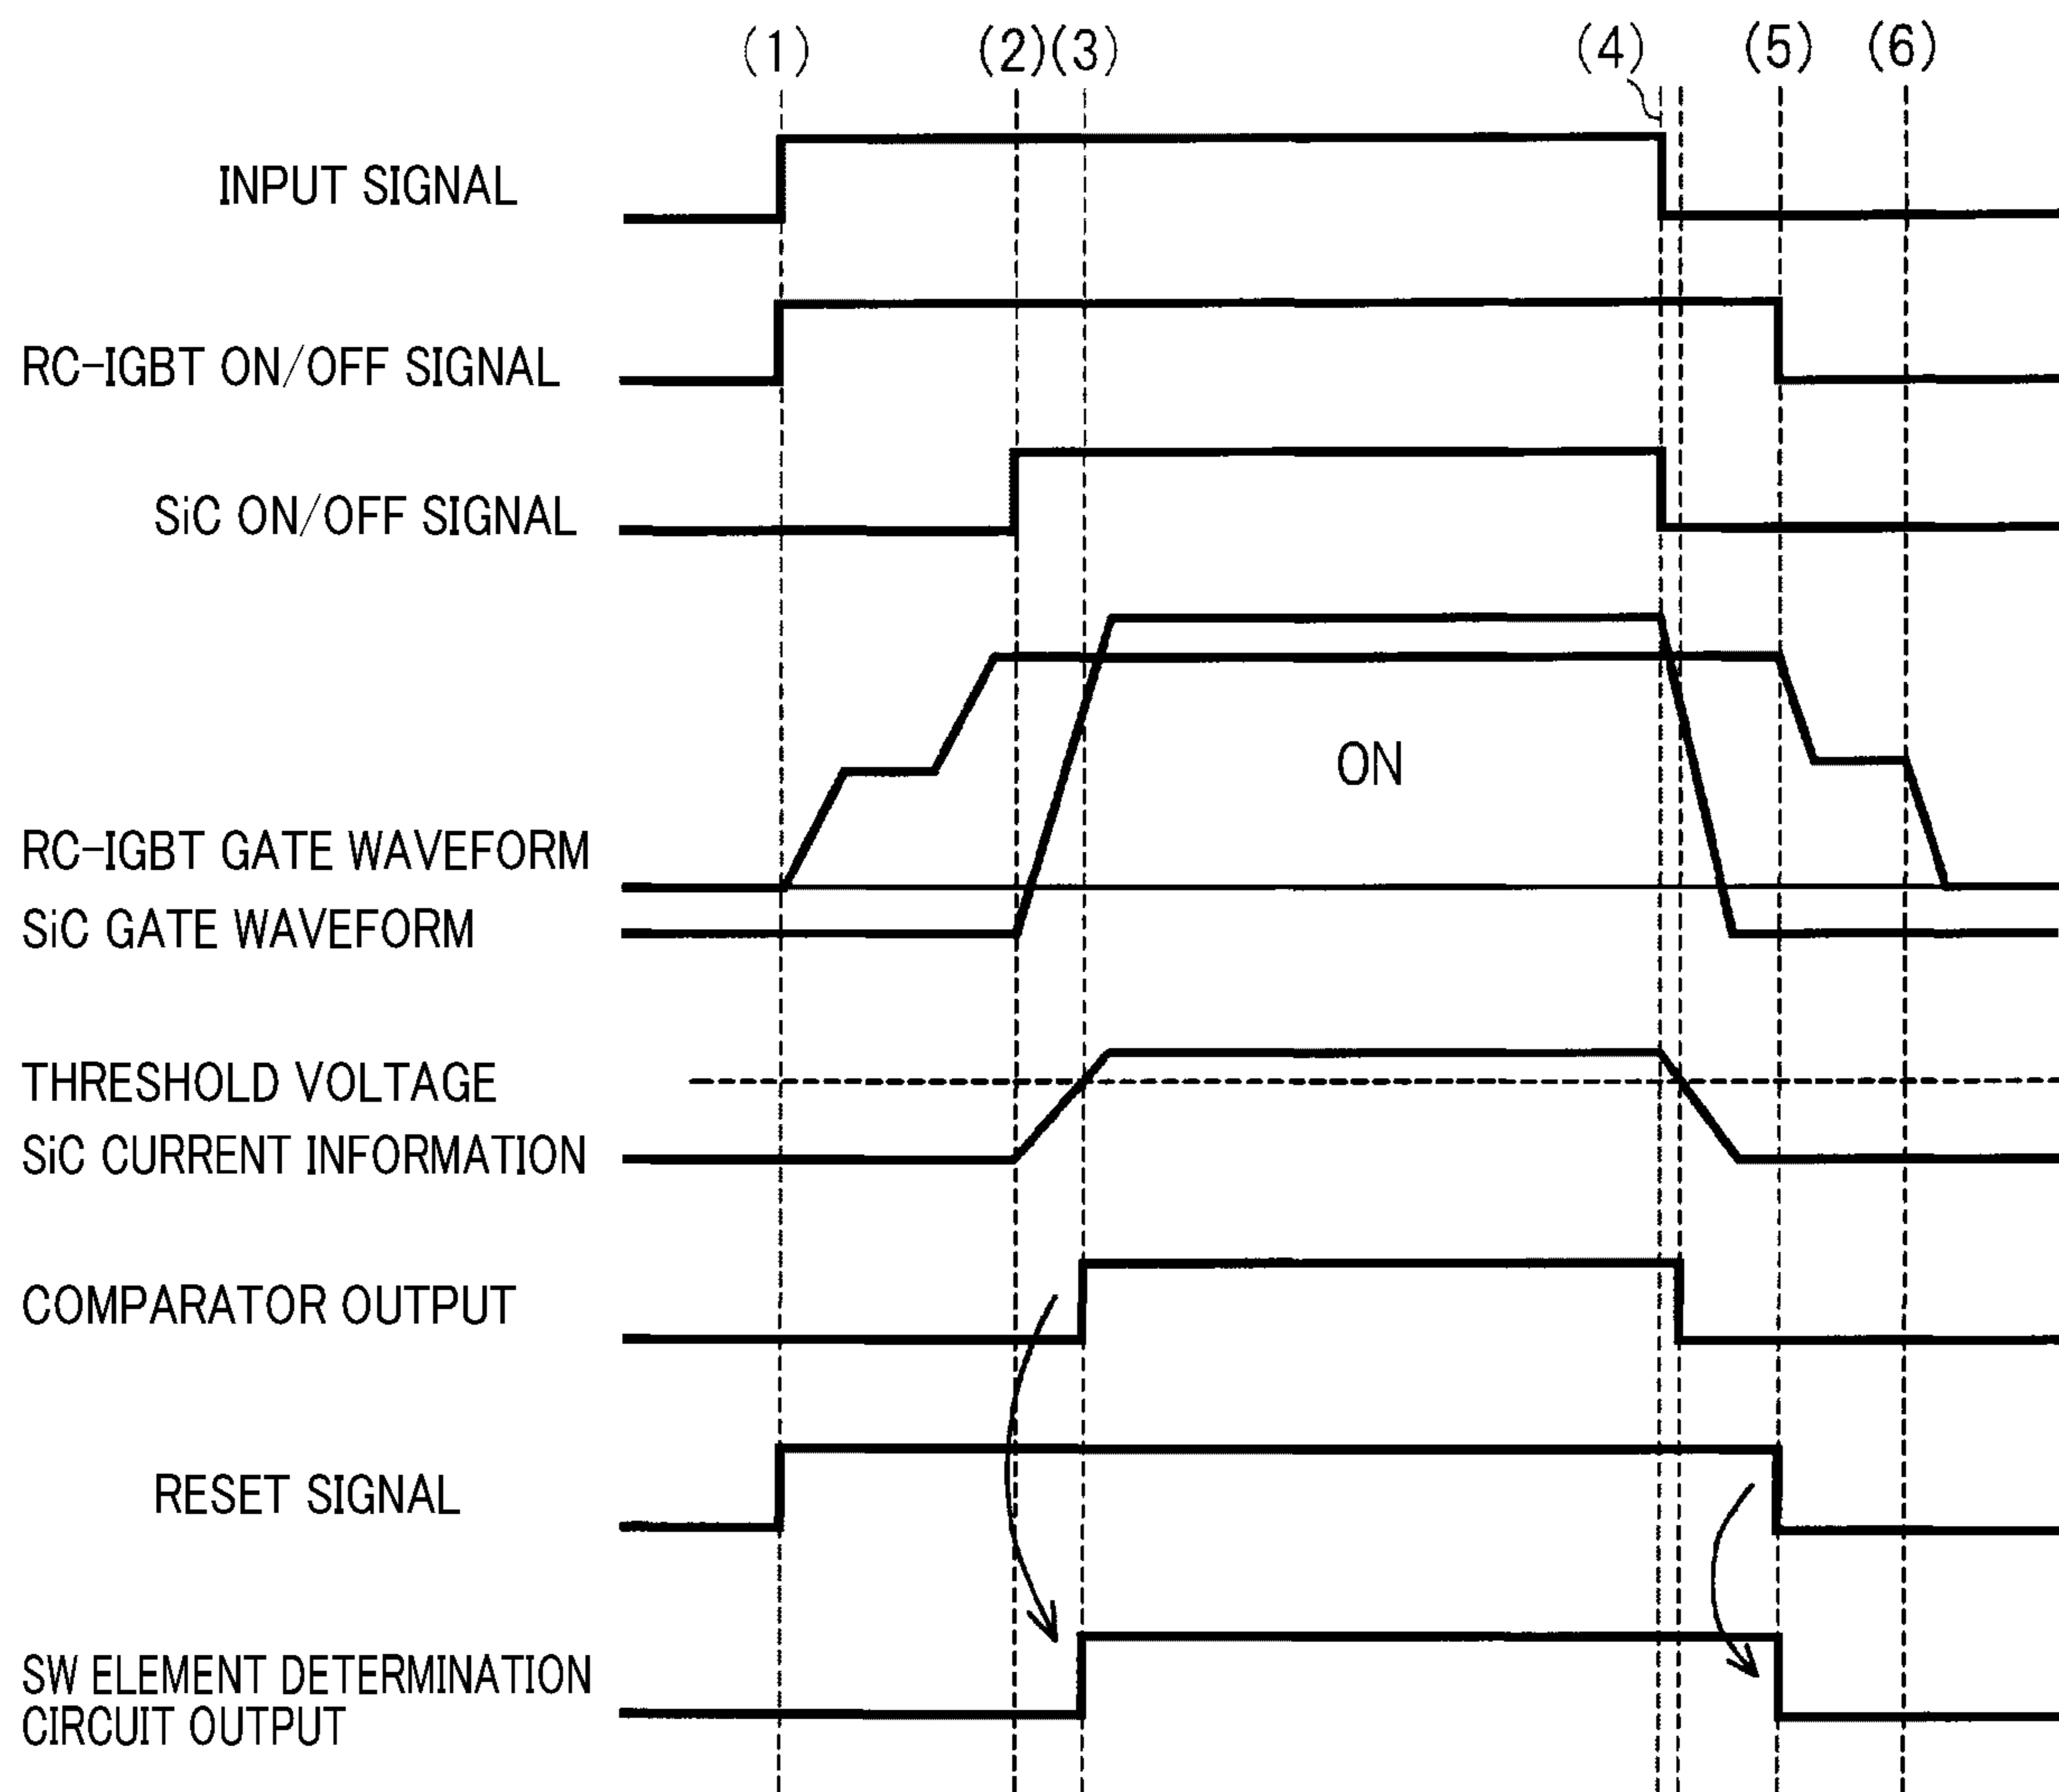 (1) (2)(3) (4) (5) (6)
INPUT SIGNAL
RC-IGBT ON/OFF SIGNAL
SiC ON/OFF SIGNAL
ON
RC-IGBT GATE WAVEFORM
SiC GATE WAVEFORM
THRESHOLD VOLTAGE
SiC CURRENT INFORMATION
COMPARATOR OUTPUT
RESET SIGNAL
SW ELEMENT DETERMINATION
CIRCUIT OUTPUT